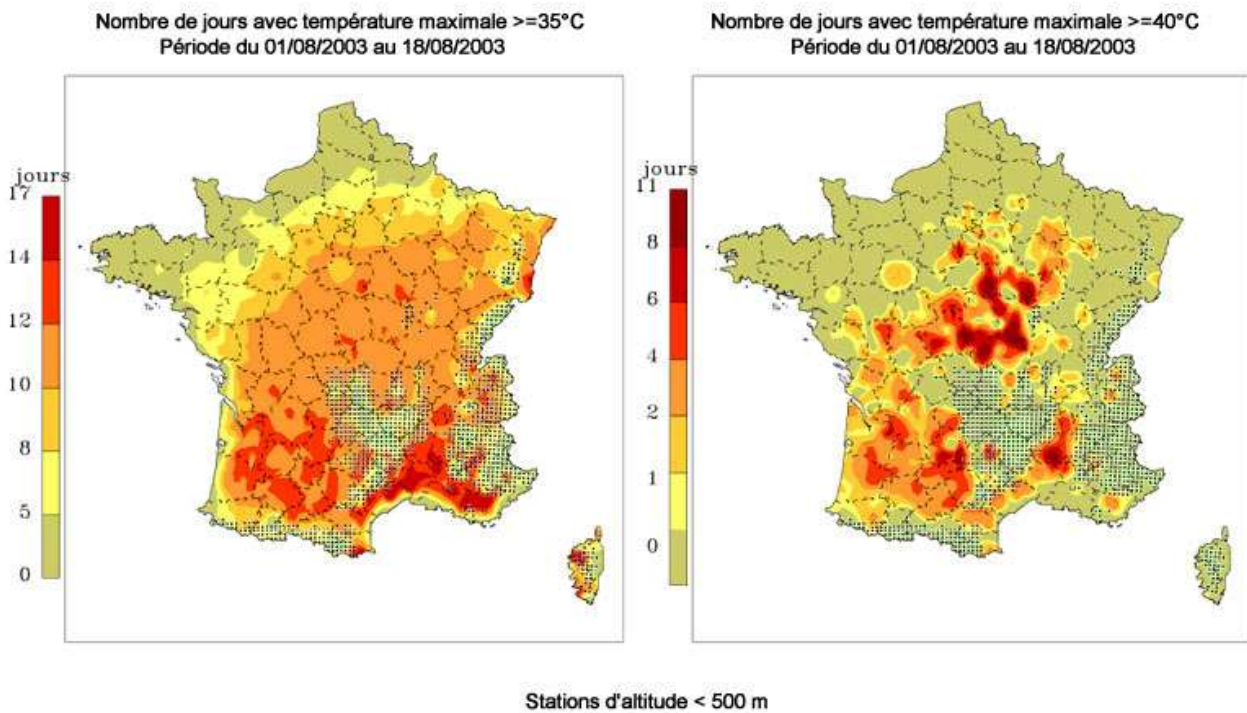 Nombre de jours avec température maximale >=35°C
Période du 01/08/2003 au 18/08/2003
jours
17
14
12
10
8
5
0
Nombre de jours avec température maximale >=40°C
Période du 01/08/2003 au 18/08/2003
jours
11
8
6
4
2
1
0
Stations d'altitude < 500 m